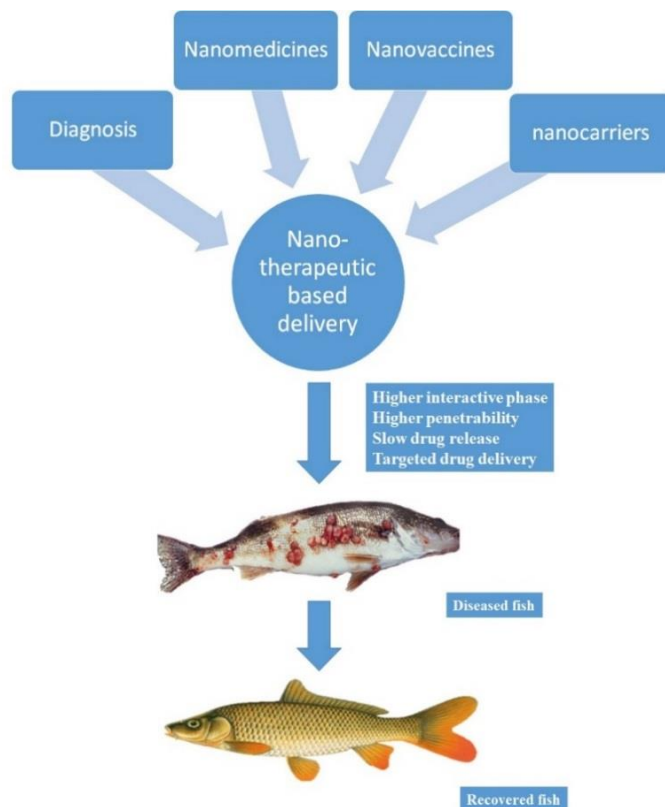 Nanomedicines
Nanovaccines
Diagnosis
nanocarriers
Nano-
therapeutic
based
delivery
Higher interactive phase
Higher penetrability
Slow drug release
Targeted drug delivery
Diseased fish
Recovered fish